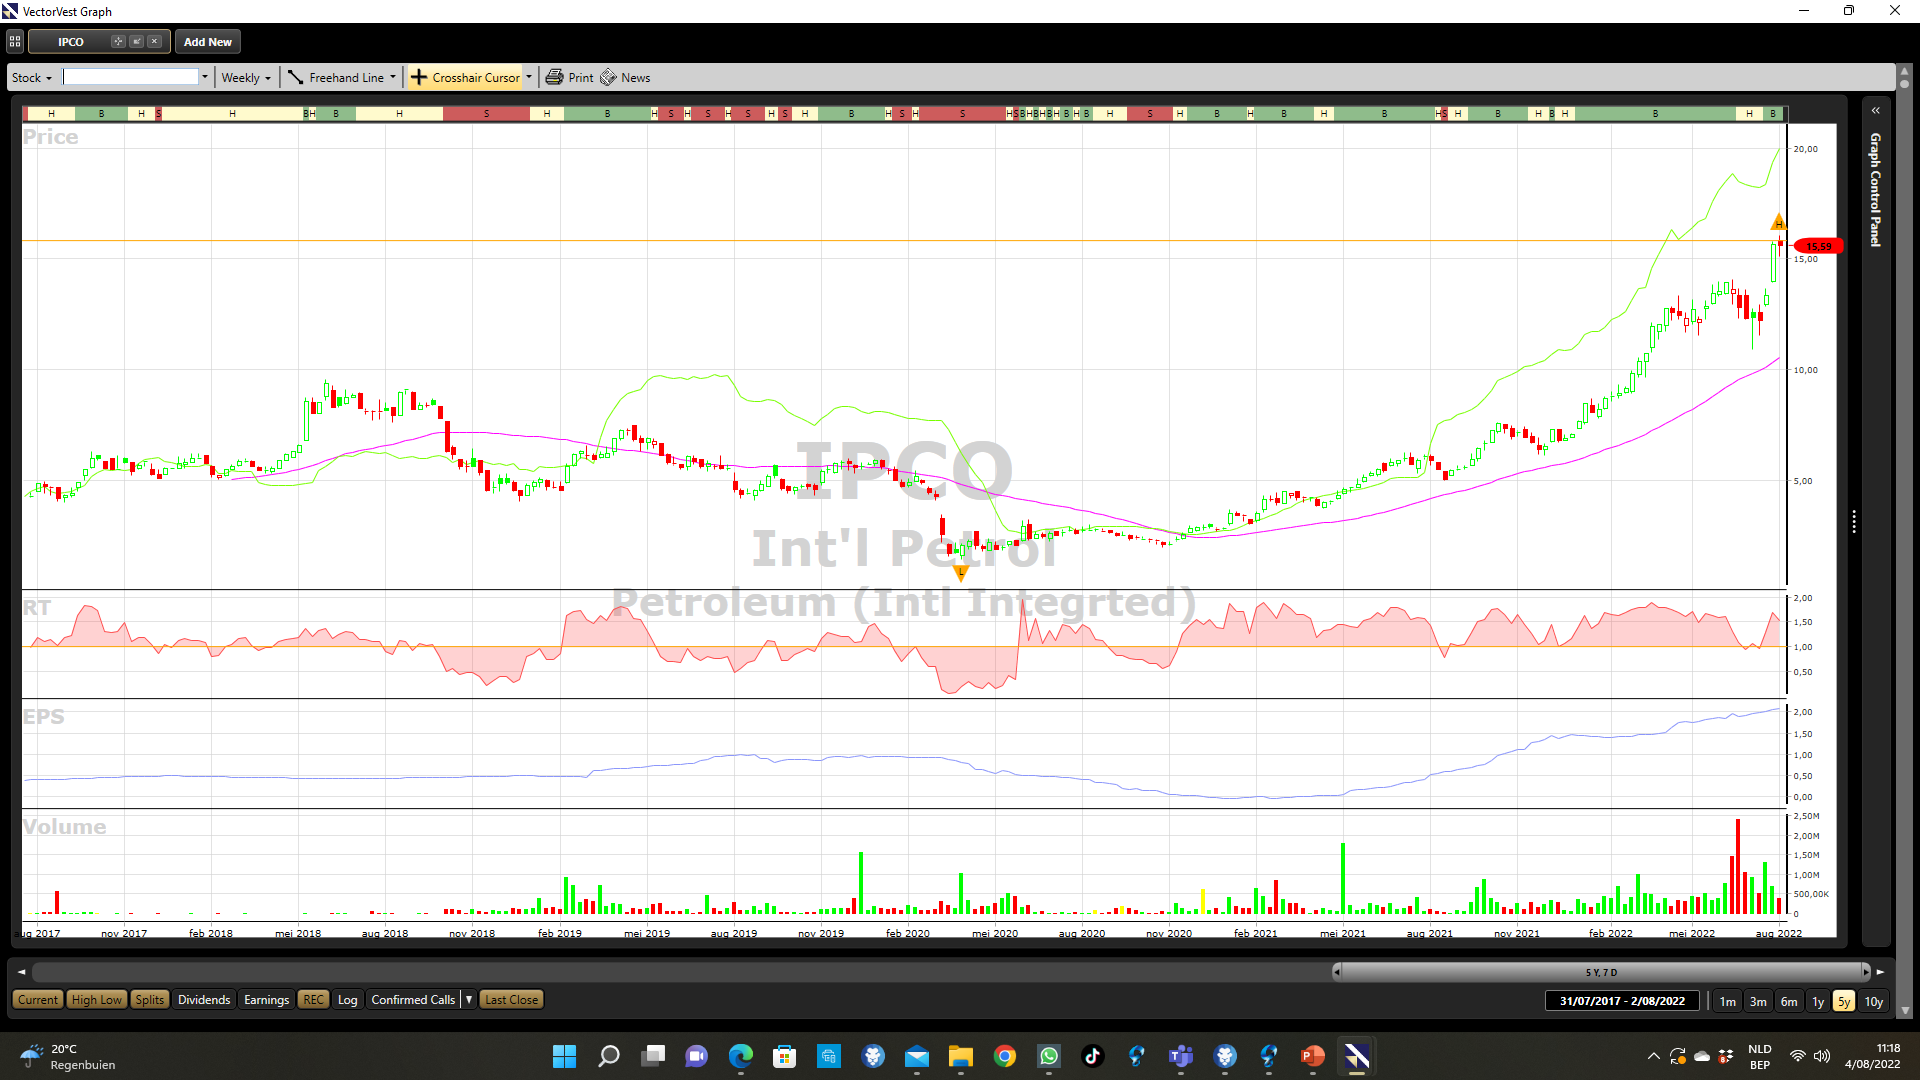 VectorVest Graph
IPCO
Add New
Stock
Weekly
Freehand Line
Crosshair Cursor
Print
News
H B H S H B H B H S H B H S H S H S H S H B H S H S H S B H B H B H B H B H S H B H B H B H S H B H B H B H B
Price
20,00
H
15,59
15,00
10,00
IPCO
5,00
Int'l Petrol
L
Petroleum (Intl Integrted)
RT
2,00
1,50
1,00
0,50
EPS
2,00
1,50
1,00
0,50
0,00
Volume
2,50M
2,00M
1,50M
1,00M
500,00K
0
aug 2017 nov 2017 feb 2018 mei 2018 aug 2018 nov 2018 feb 2019 mei 2019 aug 2019 nov 2019 feb 2020 mei 2020 aug 2020 nov 2020 feb 2021 mei 2021 aug 2021 nov 2021 feb 2022 mei 2022 aug 2022
Graph Control Panel
5 Y, 7 D
Current High Low Splits Dividends Earnings REC Log Confirmed Calls Last Close
31/07/2017 - 2/08/2022
1m 3m 6m 1y 5y 10y
20°C
Regenbuien
NLD
BEP
11:18
4/08/2022